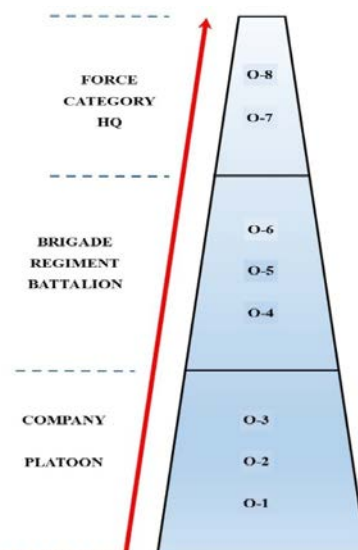 FORCE
CATEGORY
HQ
O-8
O-7
BRIGADE
REGIMENT
BATTALION
O-6
O-5
O-4
COMPANY
PLATOON
O-3
O-2
O-1